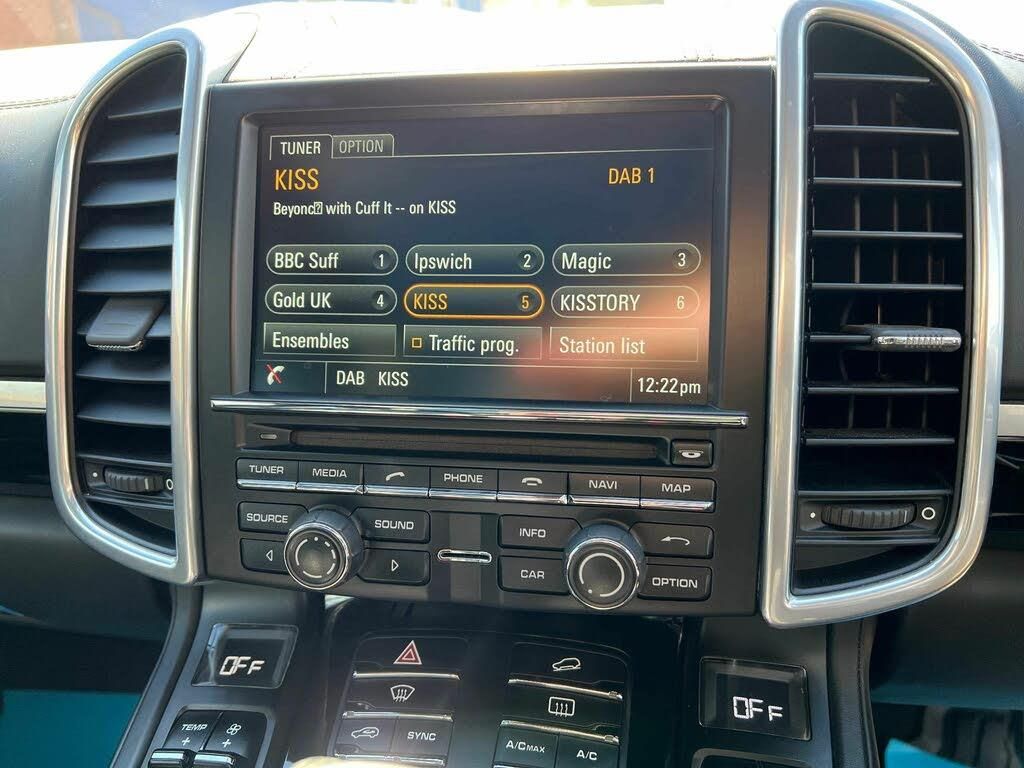 TUNER OPTION
KISS DAB 1
Beyonc� with Cuff It -- on KISS
BBC Suff 1 Ipswich 2 Magic 3
Gold UK 4 KISS 5 KISSTORY 6
Ensembles Traffic prog. Station list
DAB KISS 12:22pm
TUNER MEDIA PHONE NAVI MAP
SOURCE SOUND INFO
CAR OPTION
OFF OFF
TEMP
+ +
SYNC
A/C MAX A/C